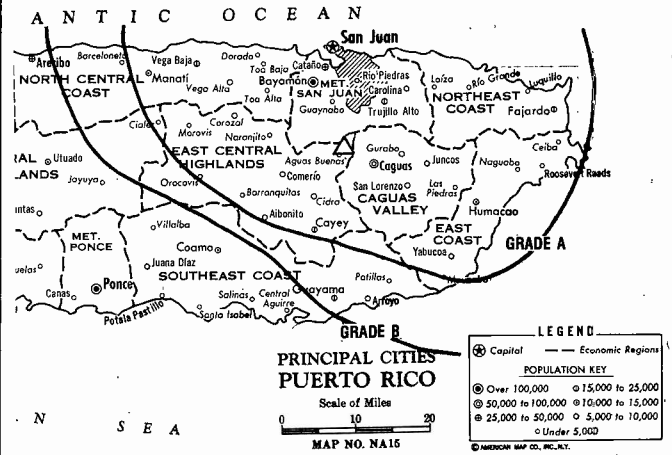 ANTIC OCEAN
San Juan
Arecibo
Barceloneta
Vega Baja
Dorada
Toa Baja
Cataño
Manatí
Vega Alta
Toa Alta
Bayamón
MET. SAN JUAN
Río Piedras
Carolina
Guaynabo
Trujillo Alto
Loíza
Río Grande
Luquillo
NORTH CENTRAL
COAST
NORTHEAST
COAST
Fajardo
Ciales
Morovis
Corozal
Naranjito
EAST CENTRAL
HIGHLANDS
Aguas Buenas
Comerío
Gurabo
Caguas
Juncos
Naguabo
Ceiba
Roosevelt Roads
RAL
LANDS
Utuado
Jayuya
Orocovis
Barranquitas
Cidra
San Lorenzo
Las
Piedras
CAGUAS
VALLEY
Humacao
untas
Aibonito
Cayey
EAST
COAST
Yabucoa
GRADE A
Villalba
MET.
PONCE
Coamo
Juana Díaz
SOUTHEAST COAST
Patillas
uelas
Ponce
Canas
Potala Pastillo
Salinas
Central
Aguirre
Santa Isabel
Guayama
Arroyo
GRADE B
PRINCIPAL CITIES
PUERTO RICO
Scale of Miles
0 10 20
MAP NO. NA15
N SEA
LEGEND
Capital Economic Regions
POPULATION KEY
Over 100,000 15,000 to 25,000
50,000 to 100,000 10,000 to 15,000
25,000 to 50,000 5,000 to 10,000
Under 5,000
© AMERICAN MAP CO., INC., N.Y.